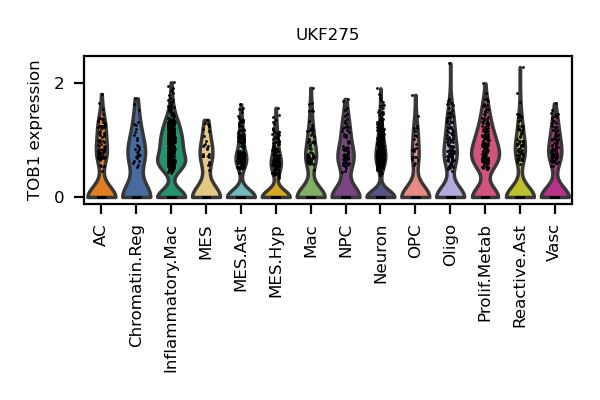 UKF275
TOB1 expression
2
0
AC
Chromatin.Reg
Inflammatory.Mac
MES
MES.Ast
MES.Hyp
Mac
NPC
Neuron
OPC
Oligo
Prolif.Metab
Reactive.Ast
Vasc